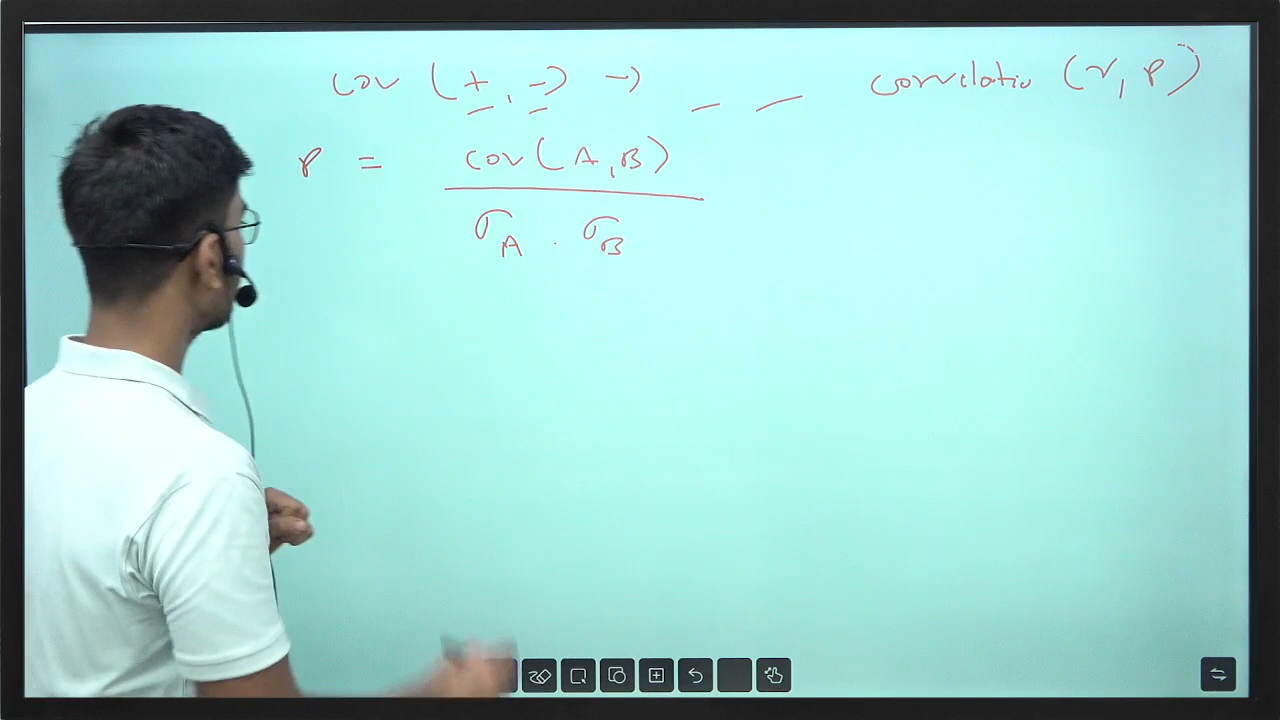 cov (+, -) → — — correlatio (r, ρ)
ρ = cov(A,B)
σA . σB